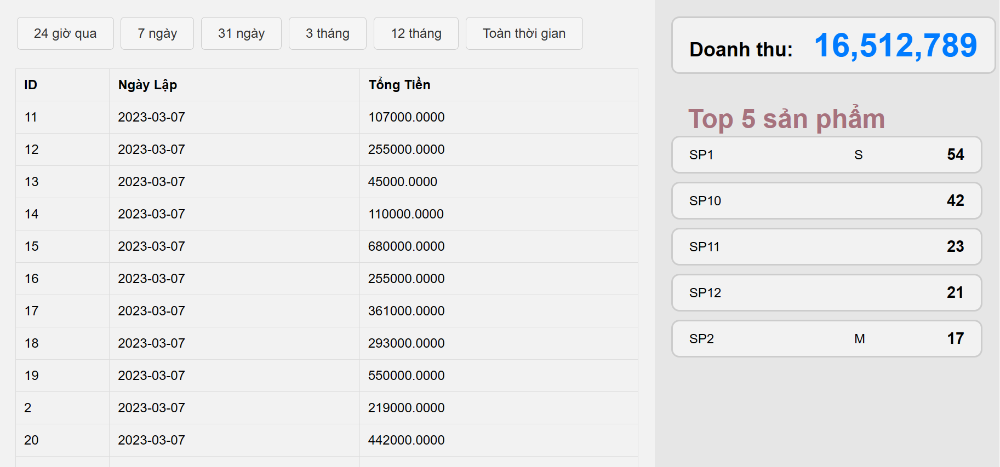 24 giờ qua 7 ngày 31 ngày 3 tháng 12 tháng Toàn thời gian
ID Ngày Lập Tổng Tiền
11 2023-03-07 107000.0000
12 2023-03-07 255000.0000
13 2023-03-07 45000.0000
14 2023-03-07 110000.0000
15 2023-03-07 680000.0000
16 2023-03-07 255000.0000
17 2023-03-07 361000.0000
18 2023-03-07 293000.0000
19 2023-03-07 550000.0000
2 2023-03-07 219000.0000
20 2023-03-07 442000.0000
Doanh thu: 16,512,789
Top 5 sản phẩm
SP1 S 54
SP10 42
SP11 23
SP12 21
SP2 M 17